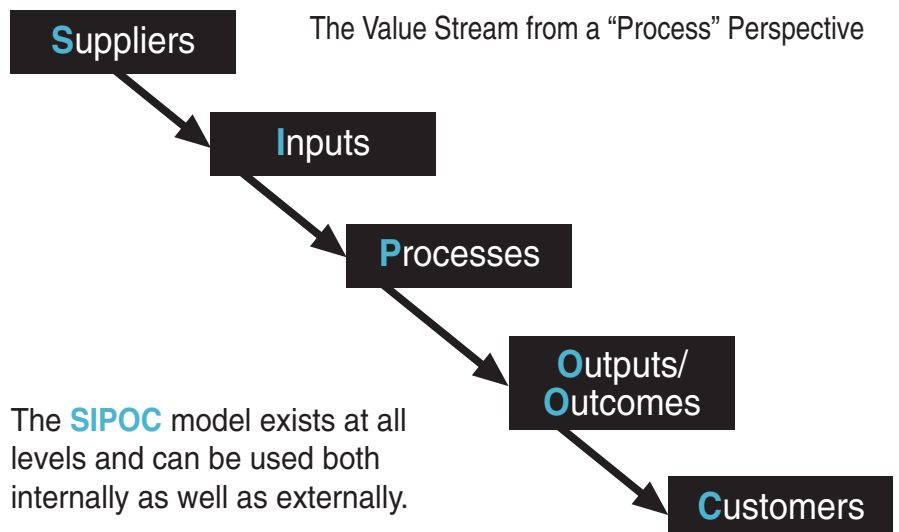 The Value Stream from a “Process” Perspective
Suppliers
Inputs
Processes
Outputs/
Outcomes
Customers
The SIPOC model exists at all
levels and can be used both
internally as well as externally.